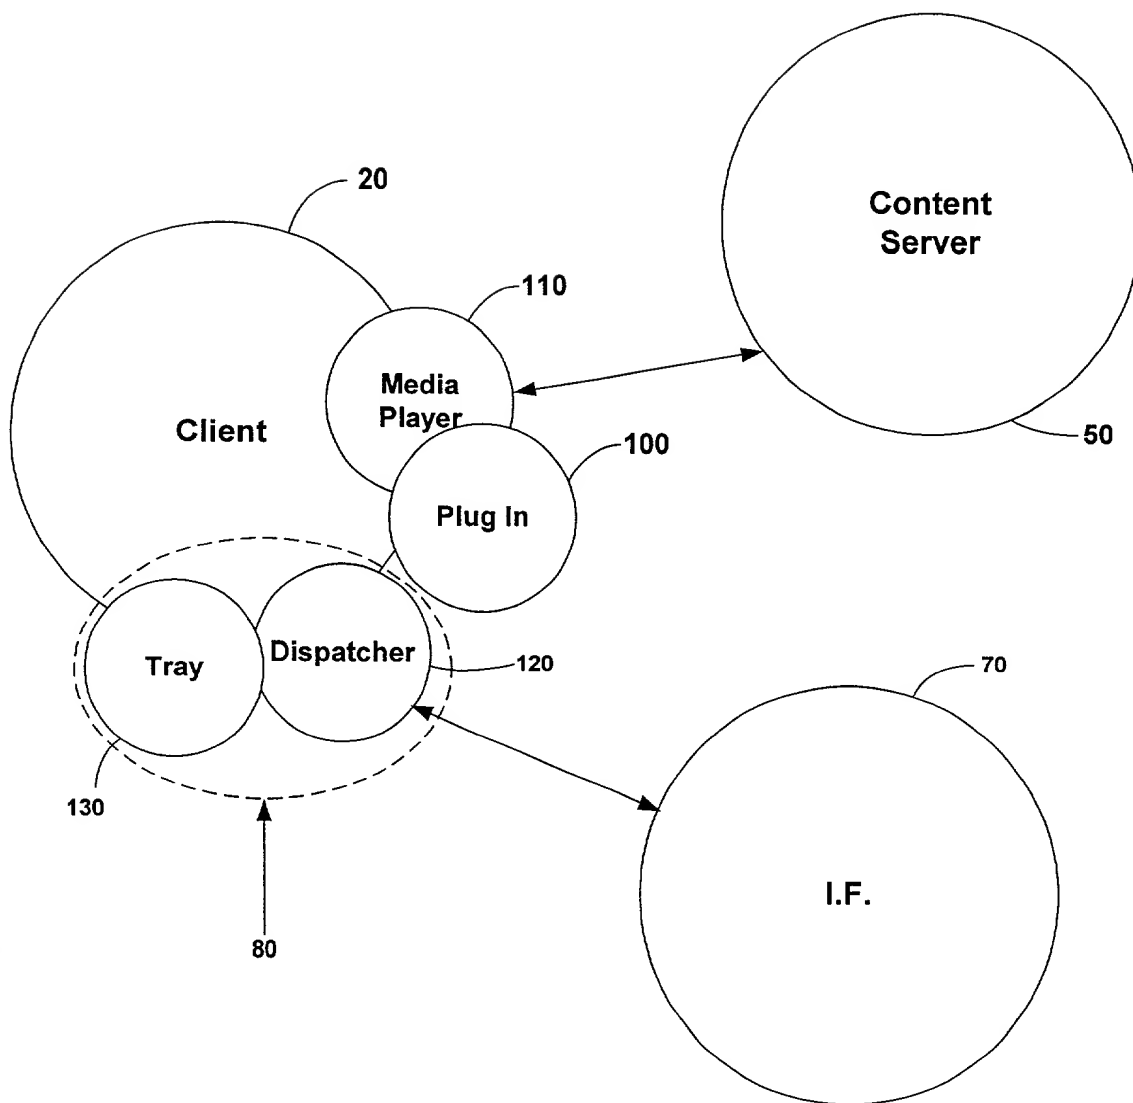 Content
Server
20
110
Media
Player
Client
50
100
Plug In
Dispatcher
Tray
120
70
130
I.F.
80